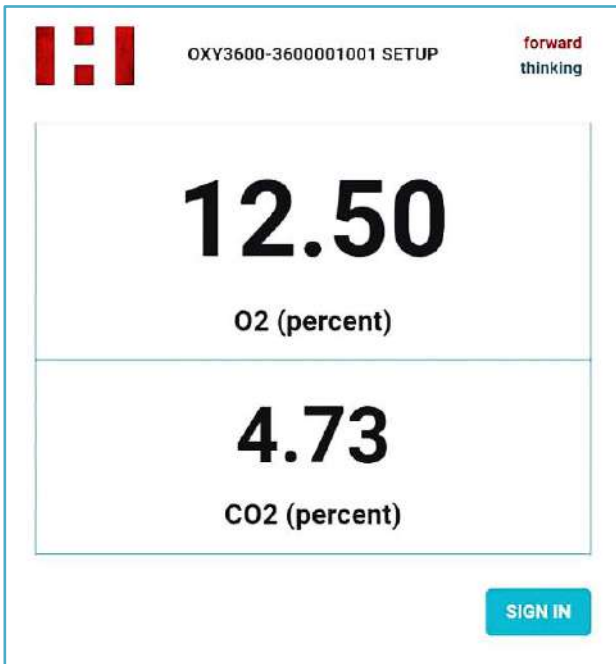 OXY3600-3600001001 SETUP
forward
thinking
12.50
O2 (percent)
4.73
CO2 (percent)
SIGN IN